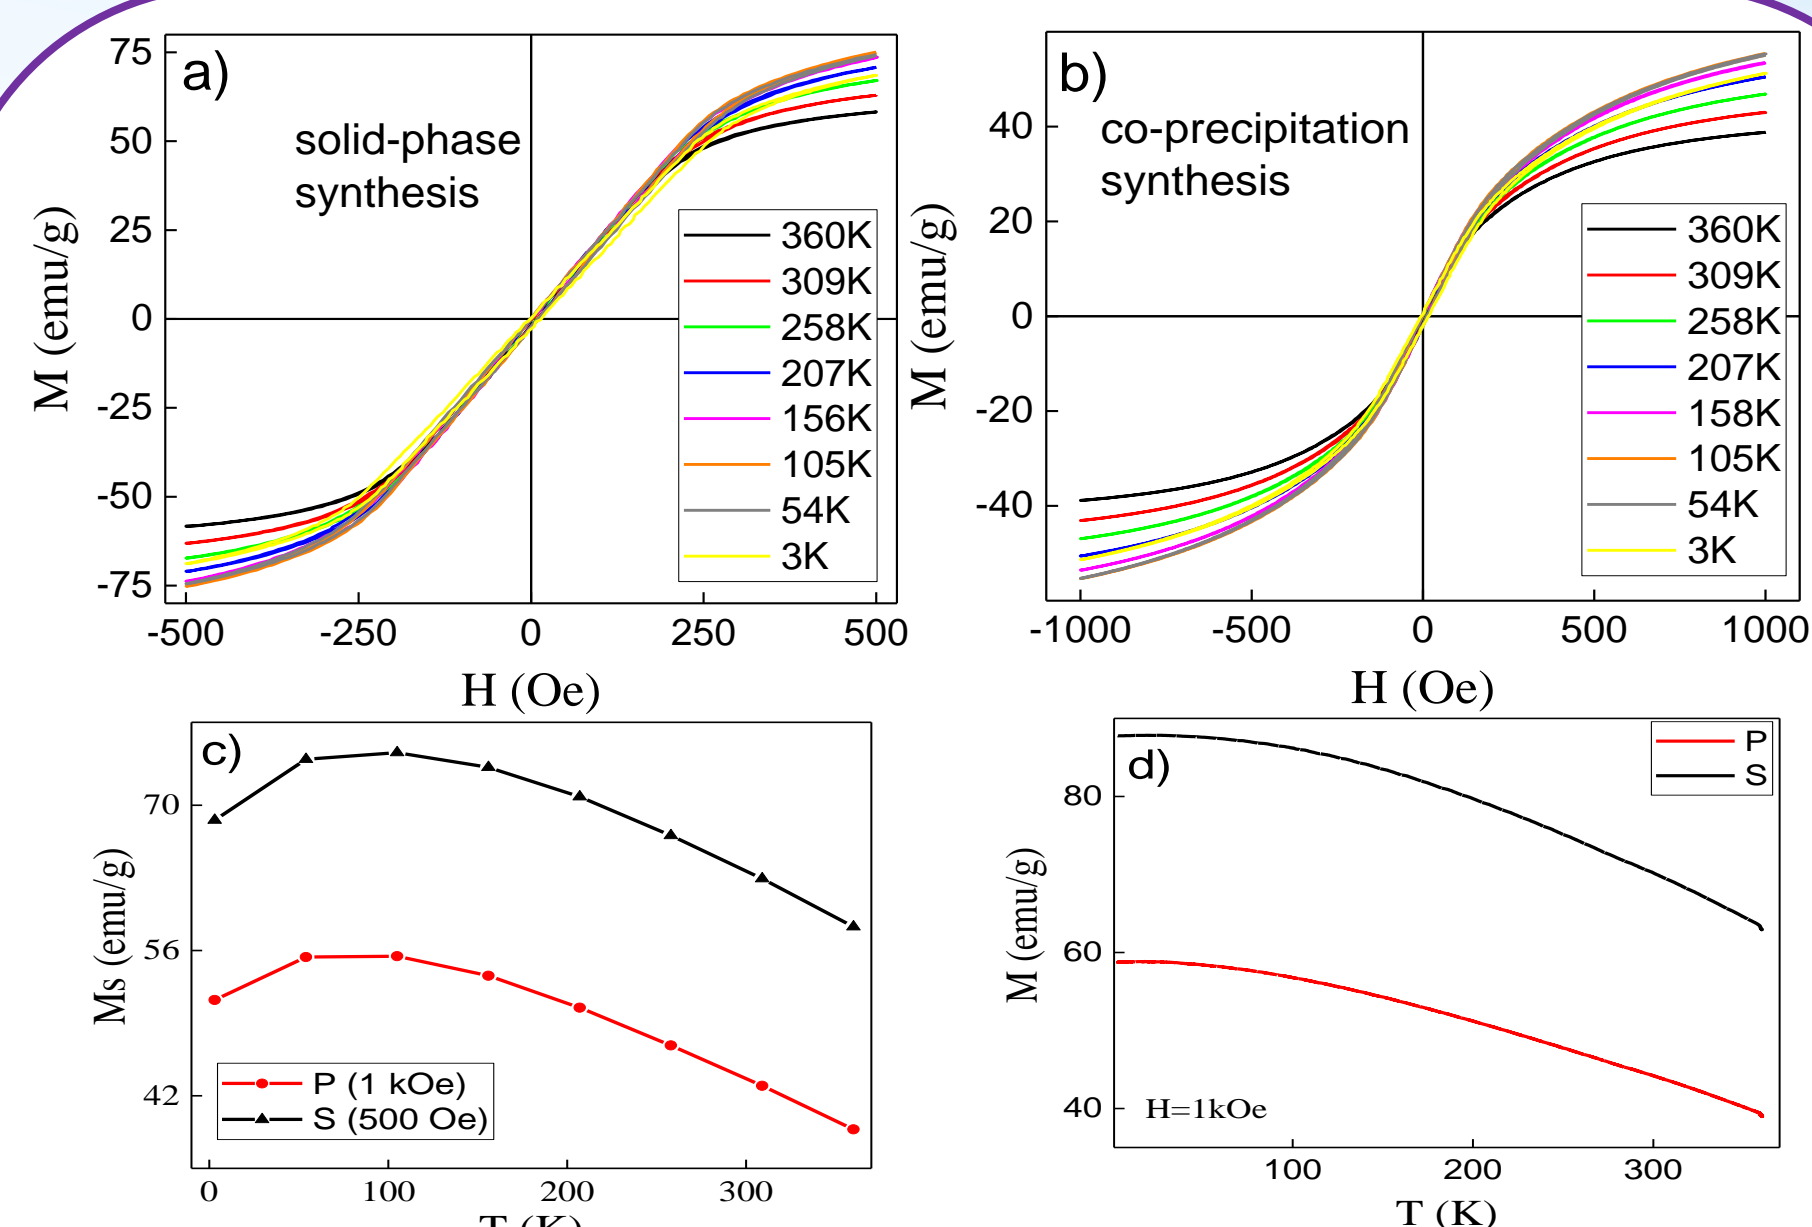 a)
solid-phase
synthesis
M (emu/g)
75
50
25
0
-25
-50
-75
-500
-250
0
250
500
H (Oe)
360K
309K
258K
207K
156K
105K
54K
3K
b)
co-precipitation
synthesis
M (emu/g)
40
20
0
-20
-40
-1000
-500
0
500
1000
H (Oe)
360K
309K
258K
207K
158K
105K
54K
3K
c)
Ms (emu/g)
70
56
42
P (1 kOe)
S (500 Oe)
0
100
200
300
T (K)
d)
M (emu/g)
80
60
40
P
S
H=1kOe
100
200
300
T (K)